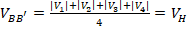 V_{BB'} = \frac{|V_1|+|V_2|+|V_3|+|V_4|}{4} = V_H